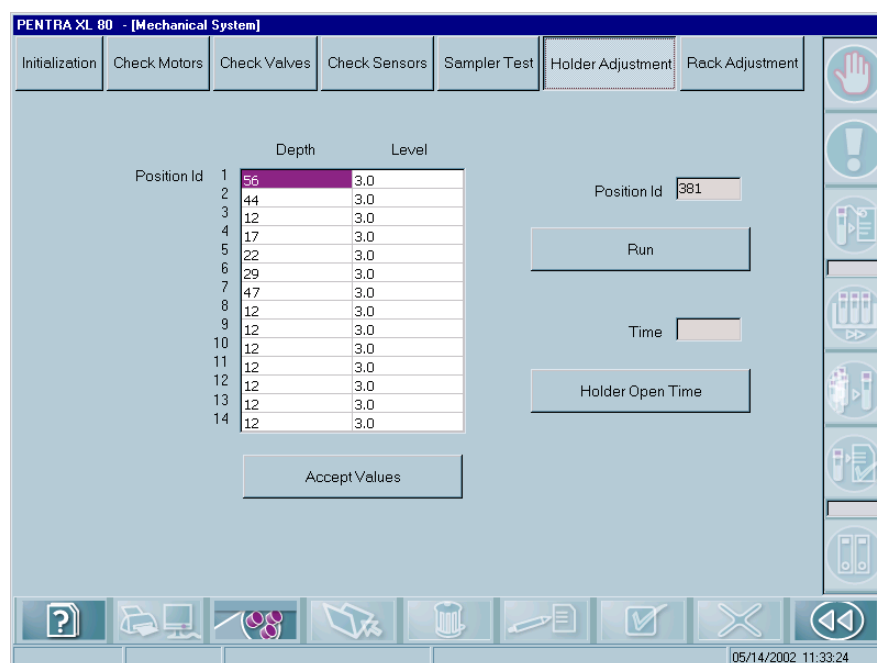 PENTRA XL 80 - [Mechanical System]
Initialization Check Motors Check Valves Check Sensors Sampler Test Holder Adjustment Rack Adjustment
Depth Level
Position Id 1 56 3.0
2 44 3.0
3 12 3.0
4 17 3.0
5 22 3.0
6 29 3.0
7 47 3.0
8 12 3.0
9 12 3.0
10 12 3.0
11 12 3.0
12 12 3.0
13 12 3.0
14 12 3.0
Accept Values
Position Id 381
Run
Time
Holder Open Time
05/14/2002 11:33:24